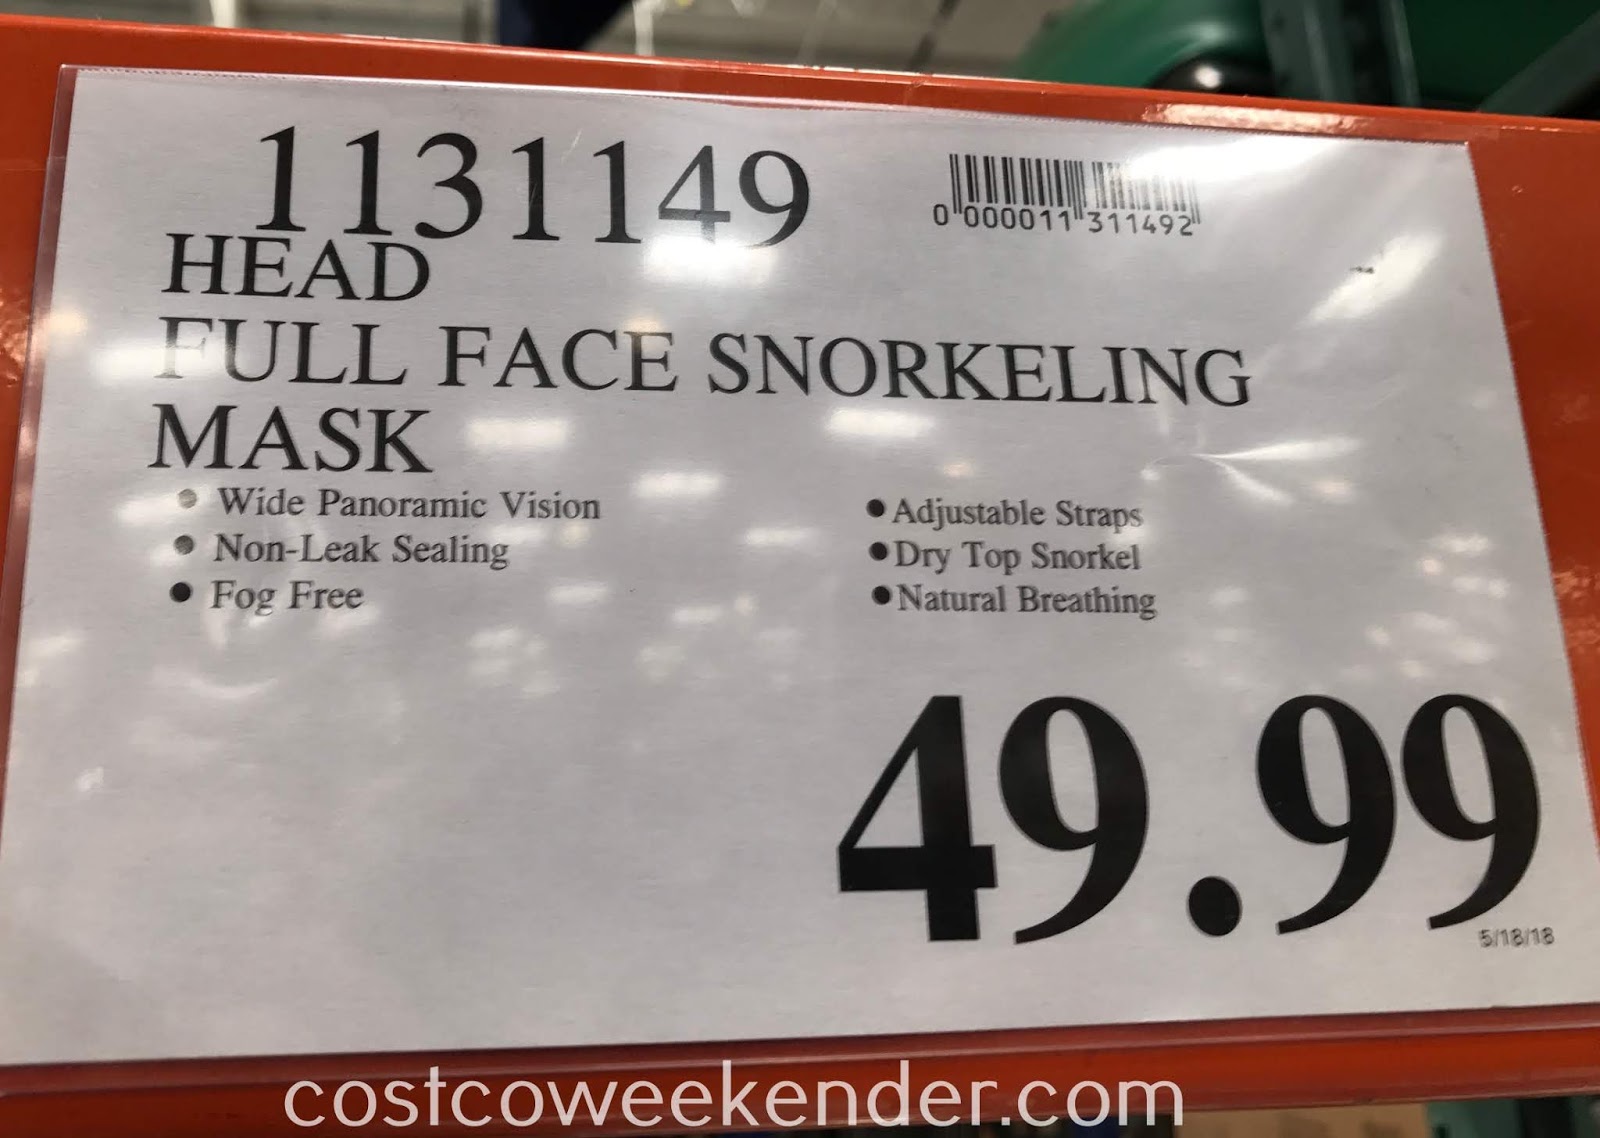 1131149
0 000011 311492
HEAD
FULL FACE SNORKELING
MASK
• Wide Panoramic Vision
• Non-Leak Sealing
• Fog Free
• Adjustable Straps
• Dry Top Snorkel
• Natural Breathing
49.99
5/18/18
costcoweekender.com